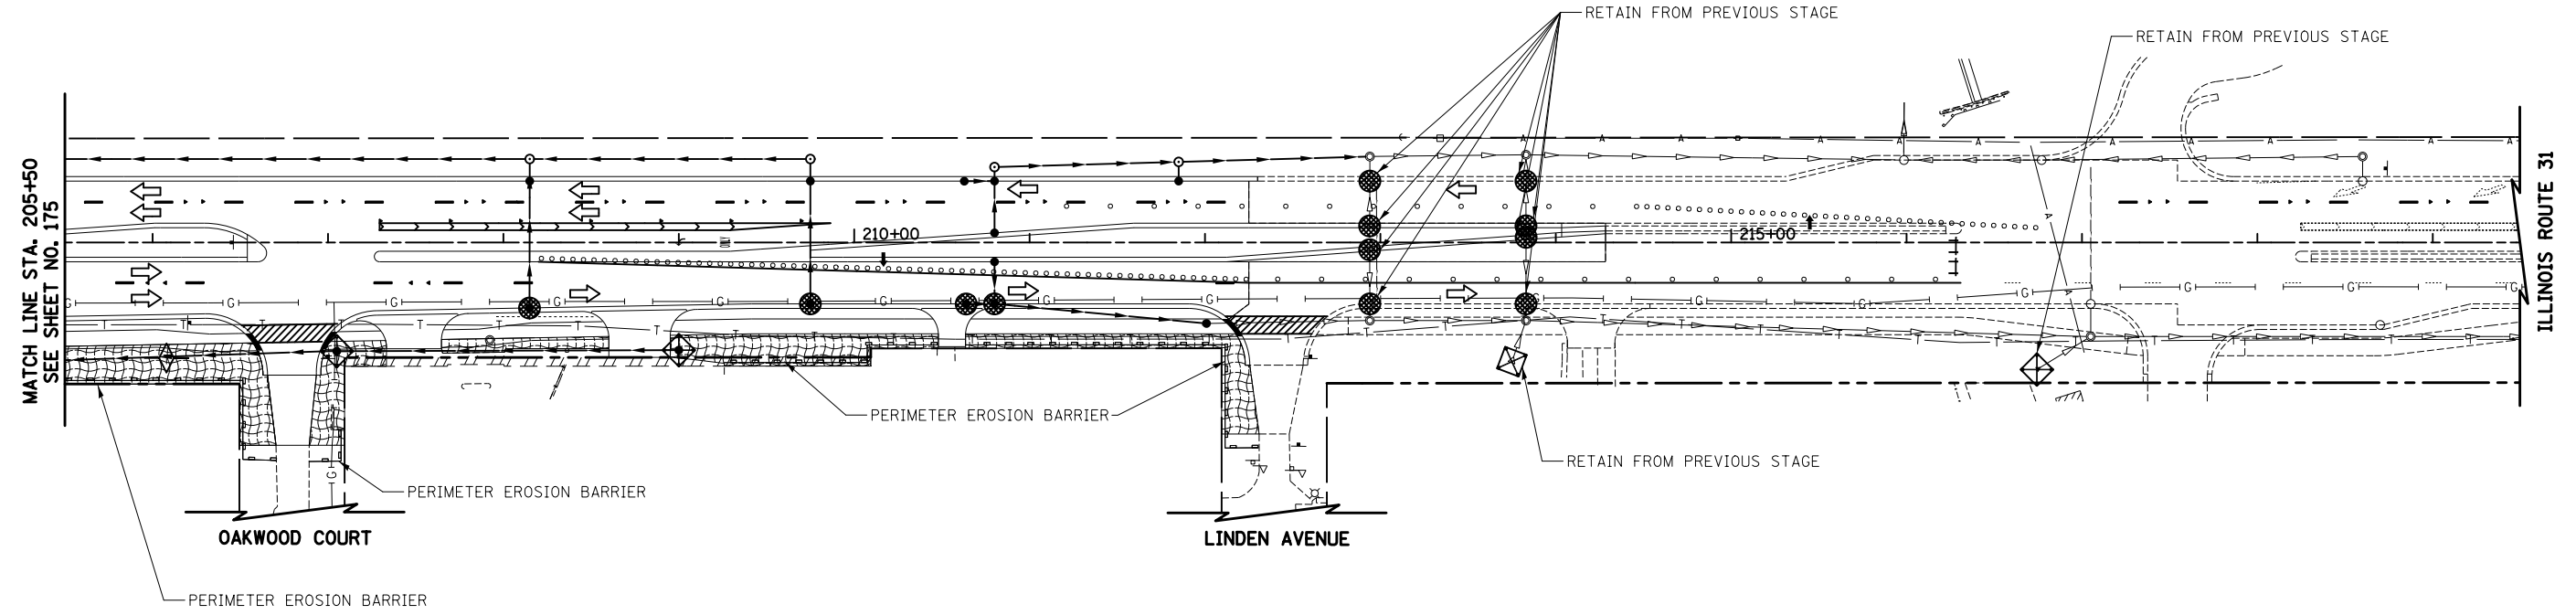 RETAIN FROM PREVIOUS STAGE
RETAIN FROM PREVIOUS STAGE
MATCH LINE STA. 205+50
SEE SHEET NO. 175
210+00
215+00
ILLINOIS ROUTE 31
PERIMETER EROSION BARRIER
RETAIN FROM PREVIOUS STAGE
PERIMETER EROSION BARRIER
OAKWOOD COURT
LINDEN AVENUE
PERIMETER EROSION BARRIER